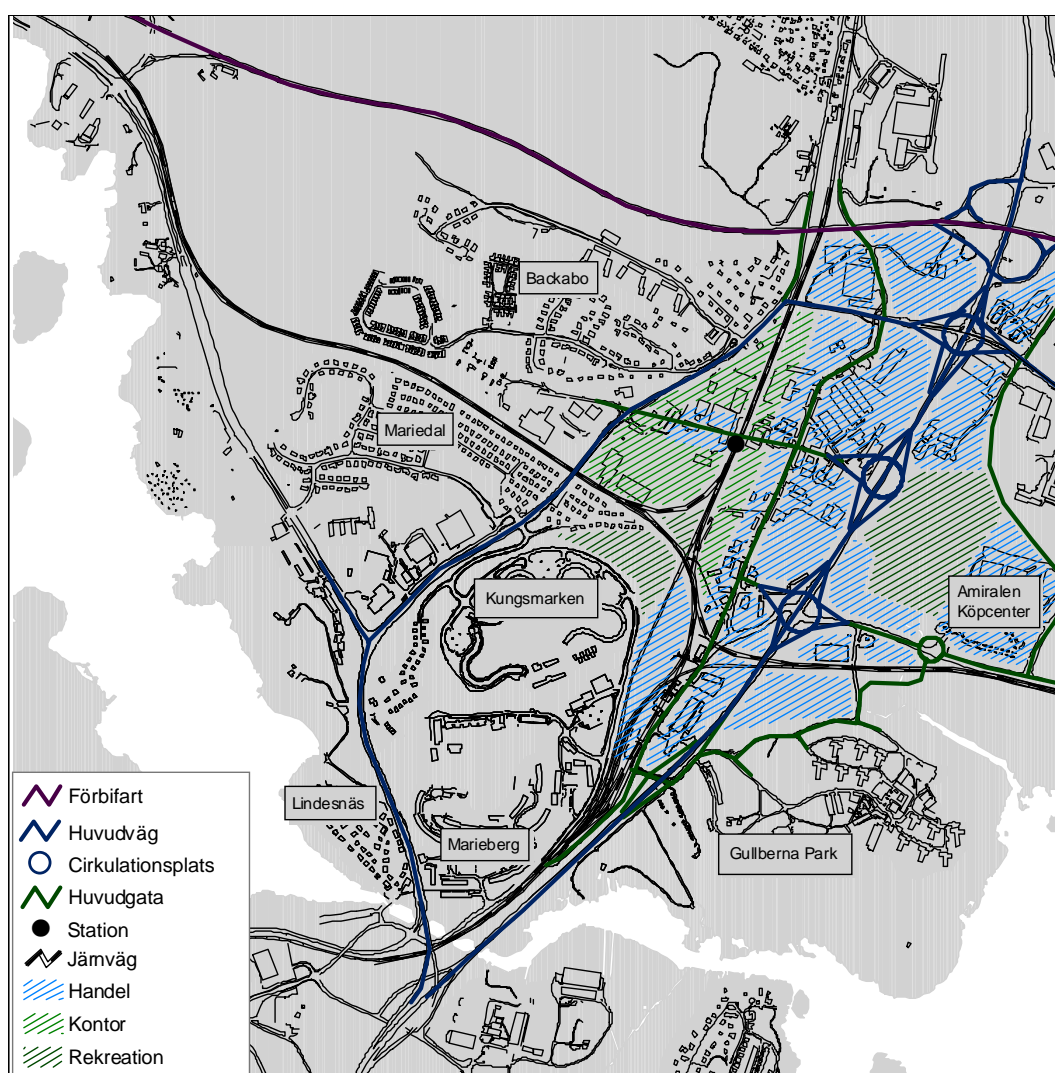 Backabo
Mariedal
Kungsmarken
Amiralen
Köpcenter
Lindesnäs
Marieberg
Gullberna Park
Förbifart
Huvudväg
Cirkulationsplats
Huvudgata
Station
Järnväg
Handel
Kontor
Rekreation